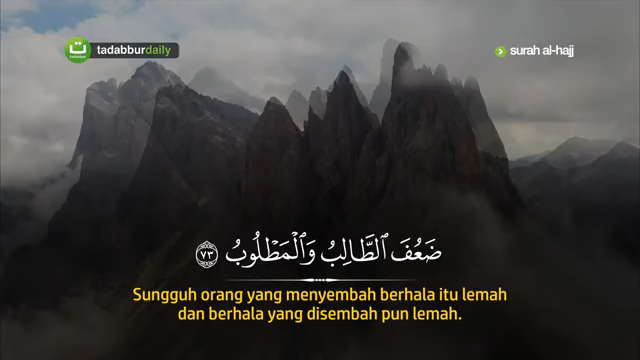 tadabburdaily
tadabbur
surah al-hajj
ضَعُفَ ٱلطَّالِبُ وَٱلْمَطْلُوبُ ٧٣
Sungguh orang yang menyembah berhala itu lemah
dan berhala yang disembah pun lemah.